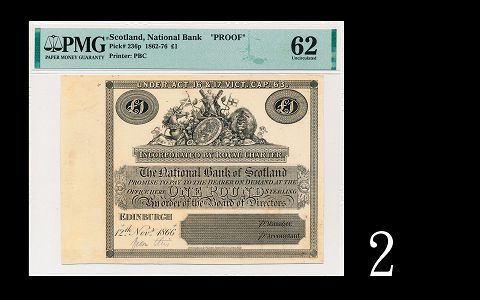 PMG
PAPER MONEY GUARANTY
Scotland, National Bank "PROOF"
Pick# 236p 1862-76 £1
Printer: PBC
62
Uncirculated
UNDER ACT 16 & 17 VICT. CAP. 63.
£1 £1
INCORPORATED BY ROYAL CHARTER
The National Bank of Scotland
PROMISE TO PAY TO THE BEARER ON DEMAND AT THE
OFFICE HERE ONE POUND STERLING
By order of the Board of Directors
EDINBURGH
12th Novr. 1866
Manager.
Accountant.
2